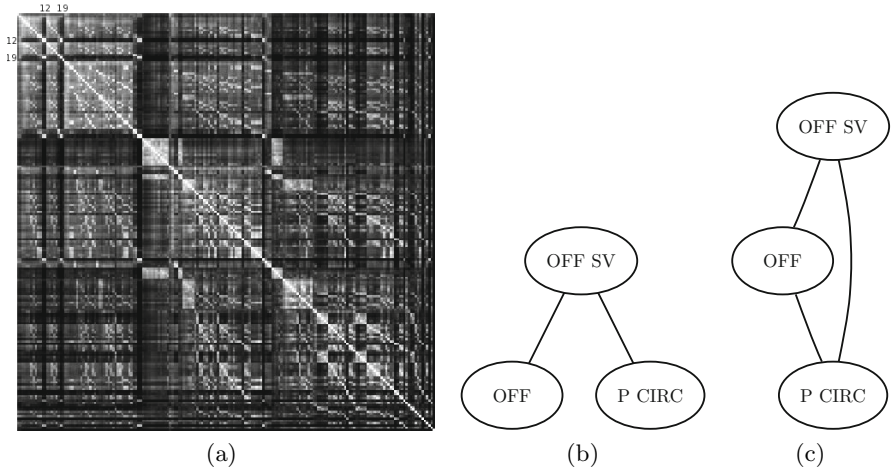 12 19
12
19
OFF SV
OFF SV
OFF
OFF
P CIRC
P CIRC
(a)
(b)
(c)